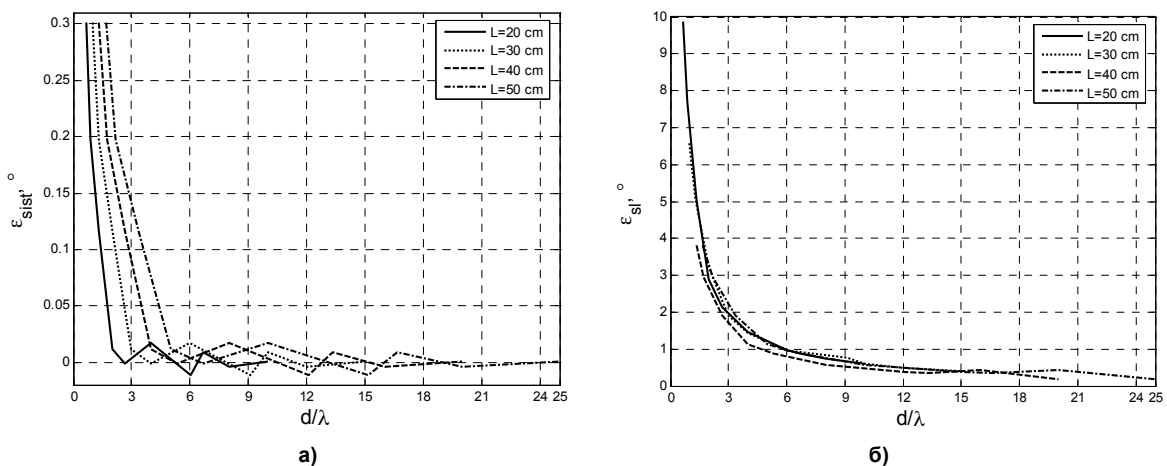 0.3
0.25
0.2
0.15
0.1
0.05
0
ε_sist, °
L=20 cm
L=30 cm
L=40 cm
L=50 cm
0 3 6 9 12 15 18 21 24 25
d/λ
а)
10
9
8
7
6
5
4
3
2
1
0
ε_sl, °
L=20 cm
L=30 cm
L=40 cm
L=50 cm
0 3 6 9 12 15 18 21 24 25
d/λ
б)